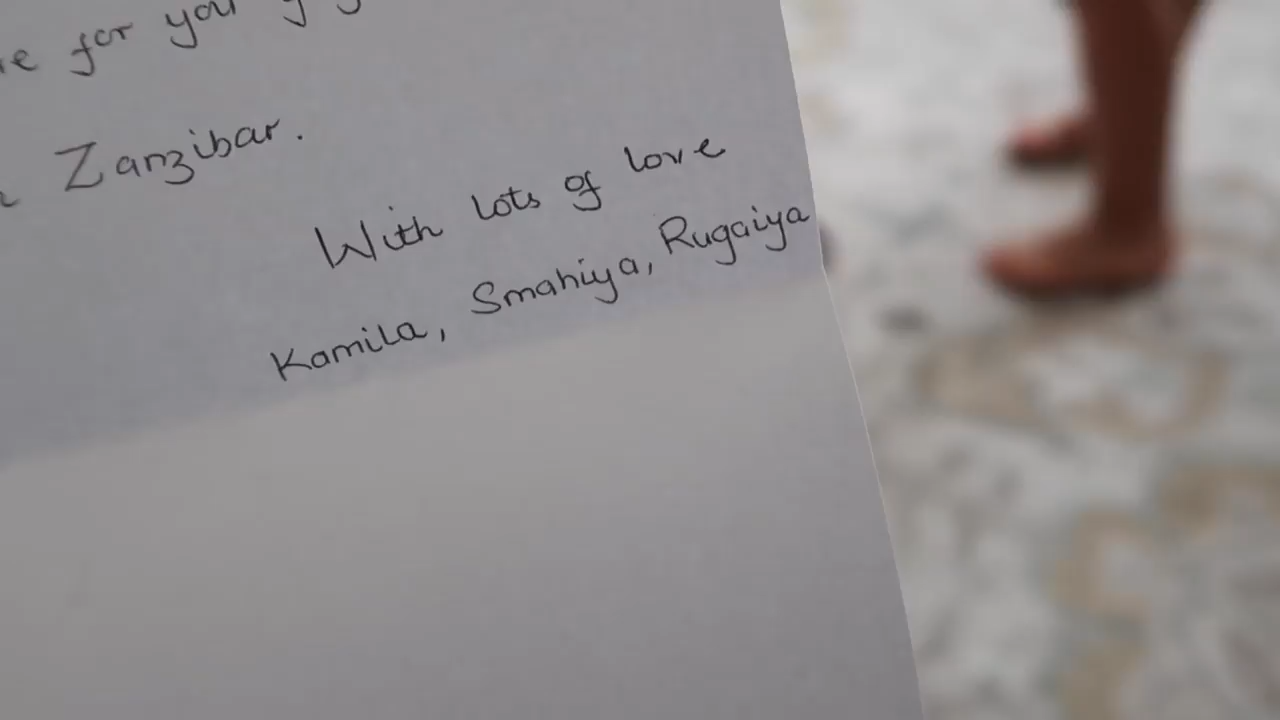 for you
Zanzibar.
With lots of love
Kamila, Smahiya, Rugaiya